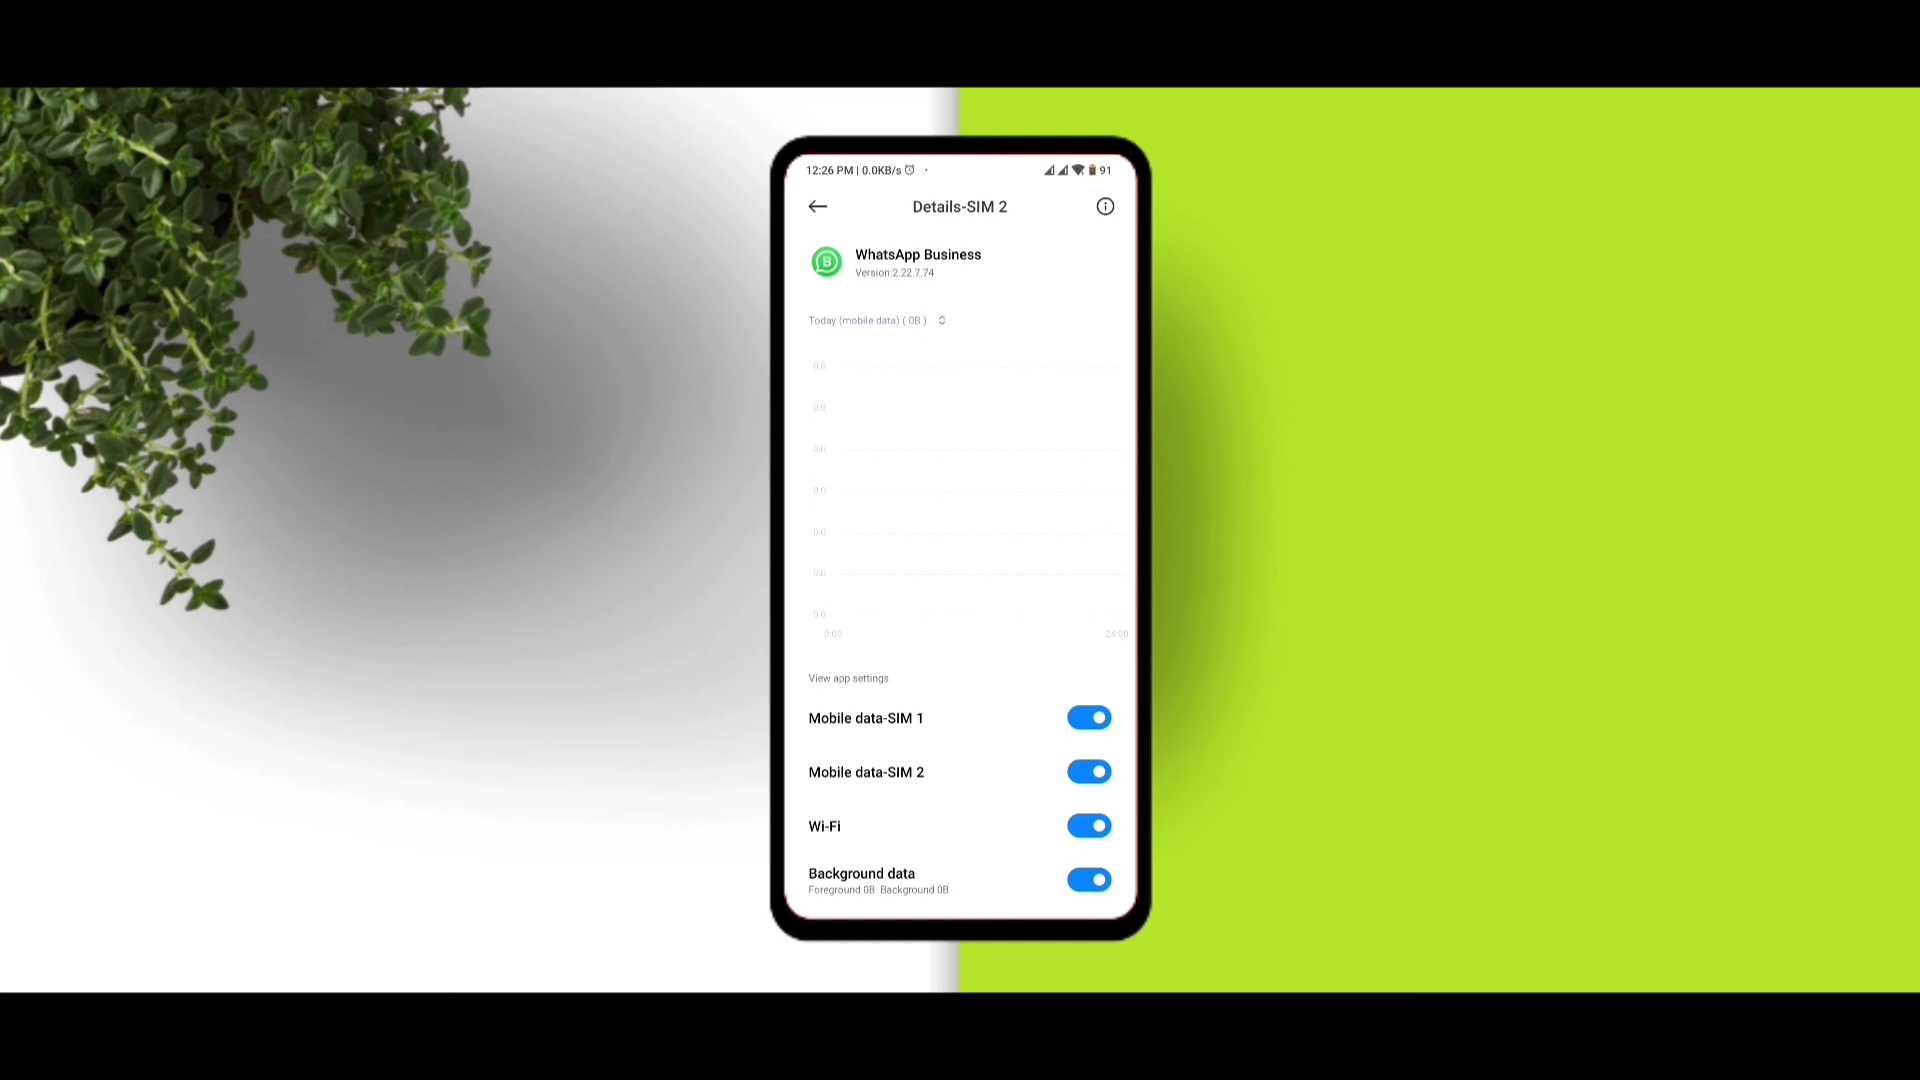 12:26 PM | 0.0KB/s 91
Details-SIM 2
WhatsApp Business
Version:2.22.7.74
Today (mobile data) ( 0B )
0.0
0.0
0.0
0.0
0.0
0.0
0.0
0:00 24:00
View app settings
Mobile data-SIM 1
Mobile data-SIM 2
Wi-Fi
Background data
Foreground 0B Background 0B